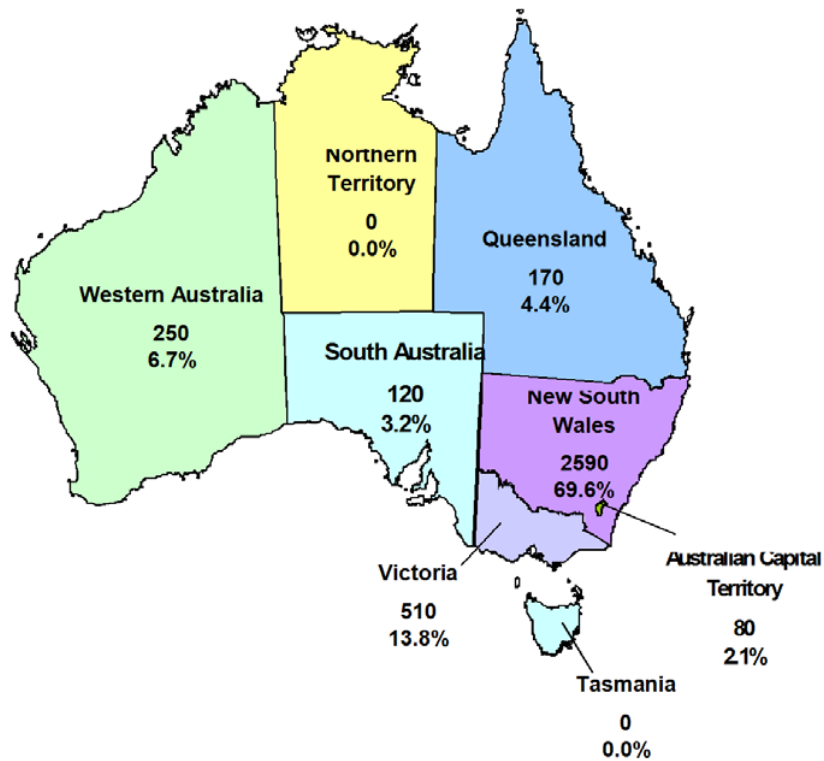 Northern
Territory
0
0.0%
Queensland
170
4.4%
Western Australia
250
6.7%
South Australia
120
3.2%
New South
Wales
2590
69.6%
Victoria
510
13.8%
Australian Capital
Territory
80
2.1%
Tasmania
0
0.0%